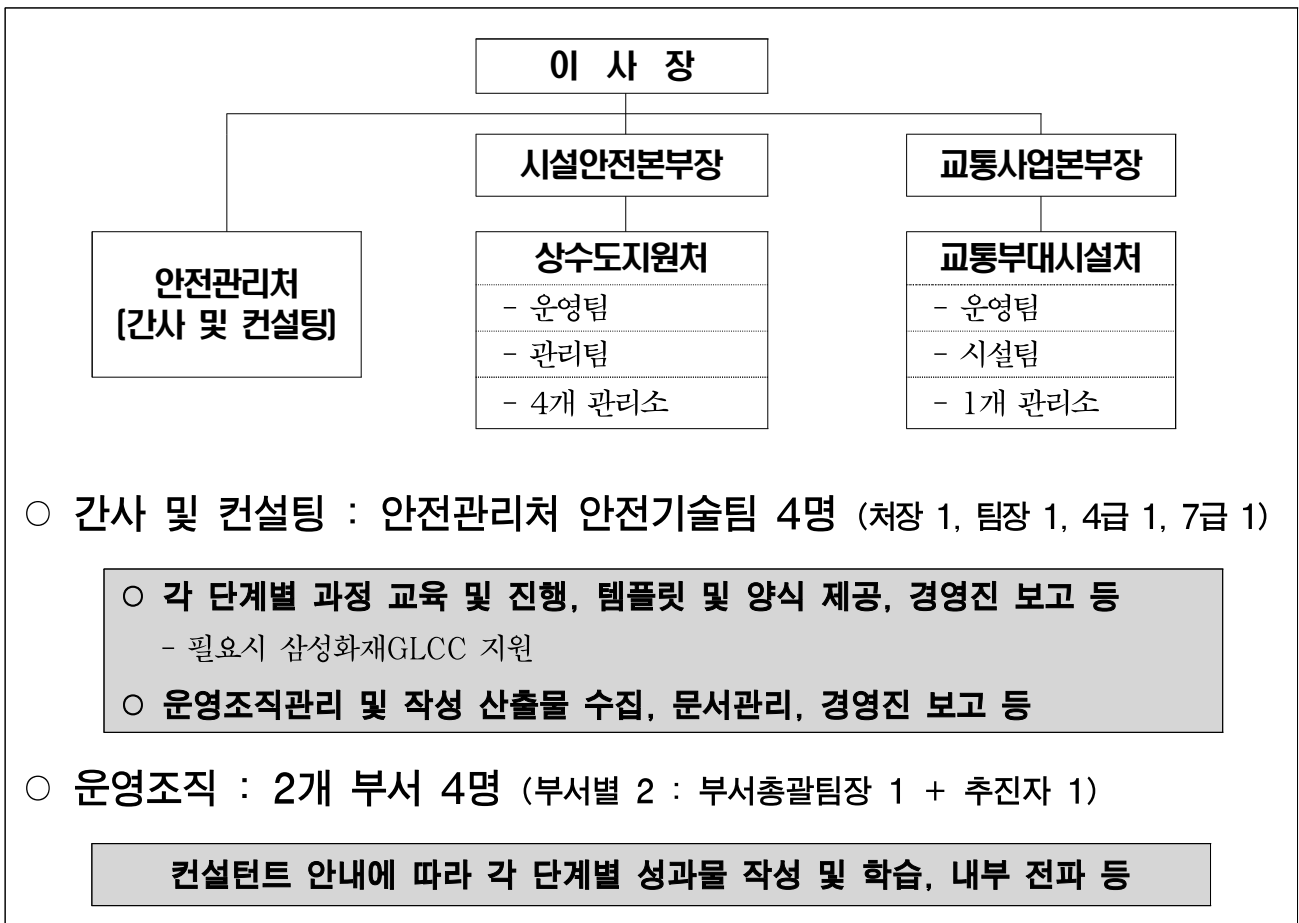 이 사 장
시설안전본부장
교통사업본부장
안전관리처
(간사 및 컨설팅)
상수도지원처
- 운영팀
- 관리팀
- 4개 관리소
교통부대시설처
- 운영팀
- 시설팀
- 1개 관리소
○ 간사 및 컨설팅 : 안전관리처 안전기술팀 4명 (처장 1, 팀장 1, 4급 1, 7급 1)
○ 각 단계별 과정 교육 및 진행, 템플릿 및 양식 제공, 경영진 보고 등
- 필요시 삼성화재GLCC 지원
○ 운영조직관리 및 작성 산출물 수집, 문서관리, 경영진 보고 등
○ 운영조직 : 2개 부서 4명 (부서별 2 : 부서총괄팀장 1 + 추진자 1)
컨설턴트 안내에 따라 각 단계별 성과물 작성 및 학습, 내부 전파 등